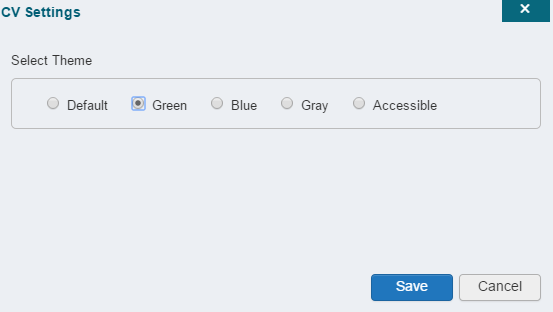 CV Settings ×
Select Theme
Default Green Blue Gray Accessible
Save Cancel